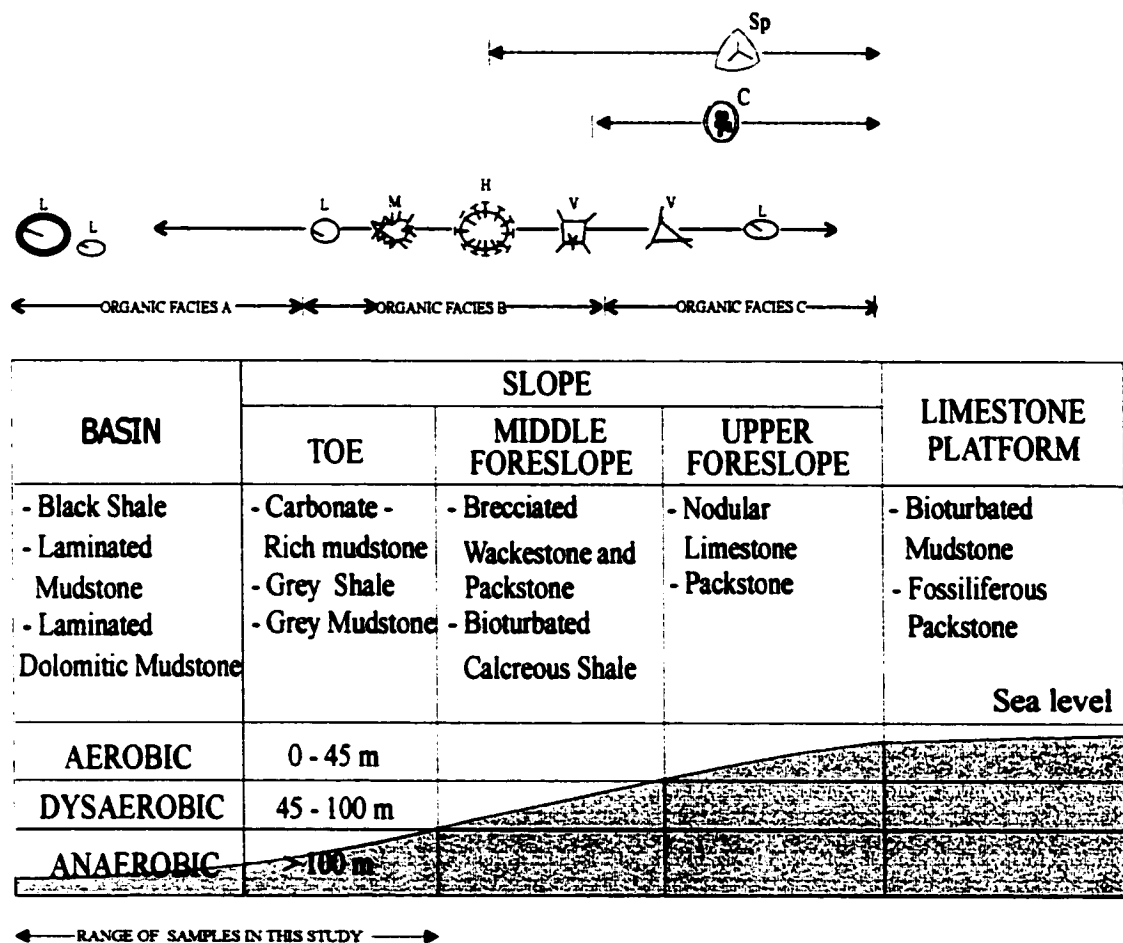 Sp
C
L
L
L
M
H
V
V
L
ORGANIC FACIES A
ORGANIC FACIES B
ORGANIC FACIES C
BASIN
SLOPE
TOE
MIDDLE
FORESLOPE
UPPER
FORESLOPE
LIMESTONE
PLATFORM
- Black Shale
- Laminated
Mudstone
- Laminated
Dolomitic Mudstone
- Carbonate -
Rich mudstone
- Grey Shale
- Grey Mudstone
- Brecciated
Wackestone and
Packstone
- Bioturbated
Calcreous Shale
- Nodular
Limestone
- Packstone
- Bioturbated
Mudstone
- Fossiliferous
Packstone
Sea level
AEROBIC
0 - 45 m
DYSAEROBIC
45 - 100 m
ANAEROBIC
>100 m
RANGE OF SAMPLES IN THIS STUDY